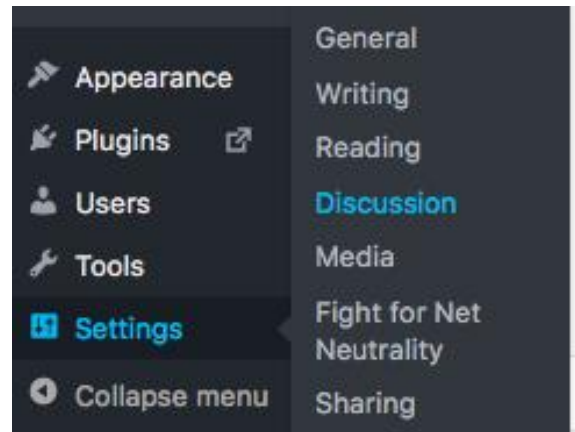 Appearance
Plugins
Users
Tools
Settings
Collapse menu
General
Writing
Reading
Discussion
Media
Fight for Net
Neutrality
Sharing